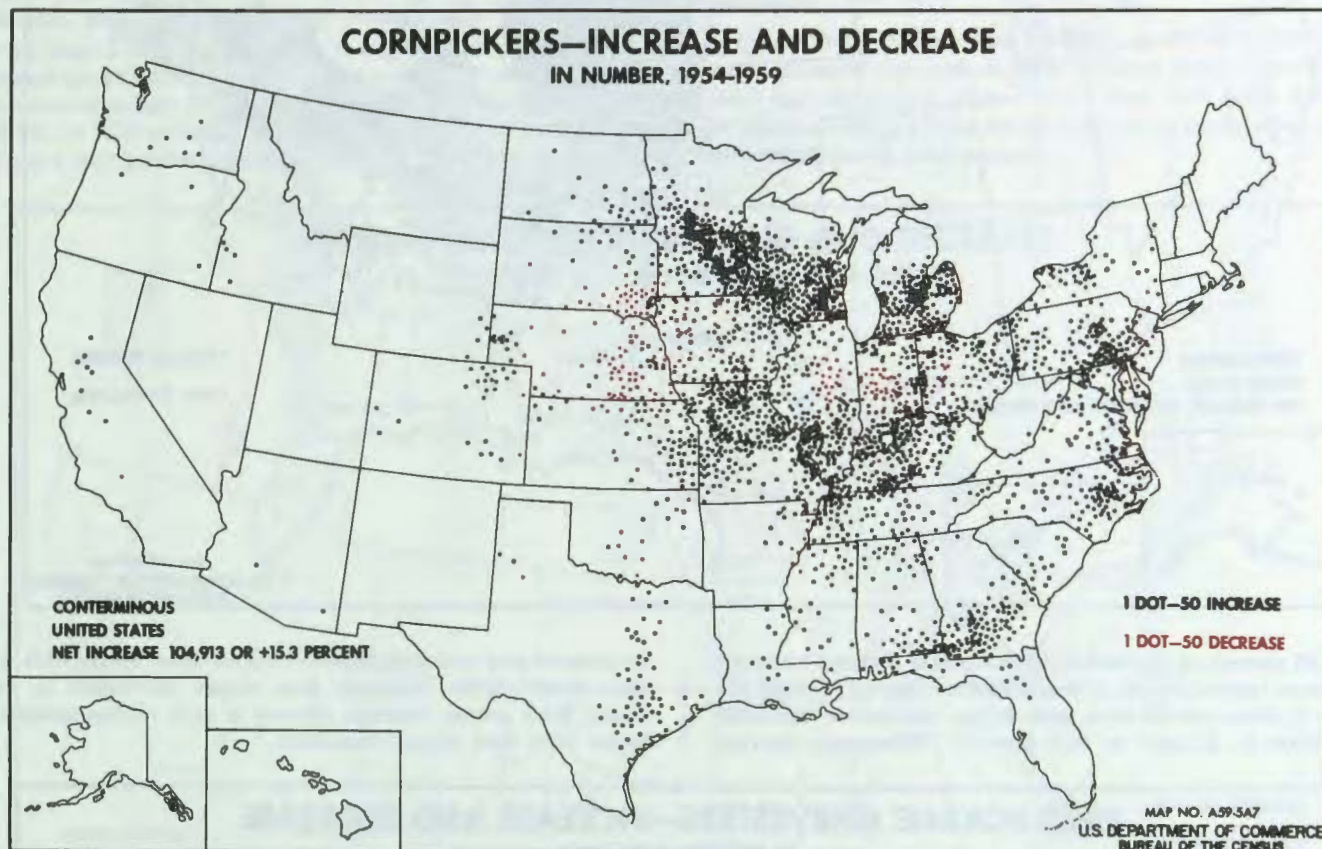 CORNPICKERS—INCREASE AND DECREASE
IN NUMBER, 1954-1959
CONTERMINOUS
UNITED STATES
NET INCREASE 104,913 OR +15.3 PERCENT
1 DOT—50 INCREASE
1 DOT—50 DECREASE
MAP NO. A59-5A7
U.S. DEPARTMENT OF COMMERCE
BUREAU OF THE CENSUS